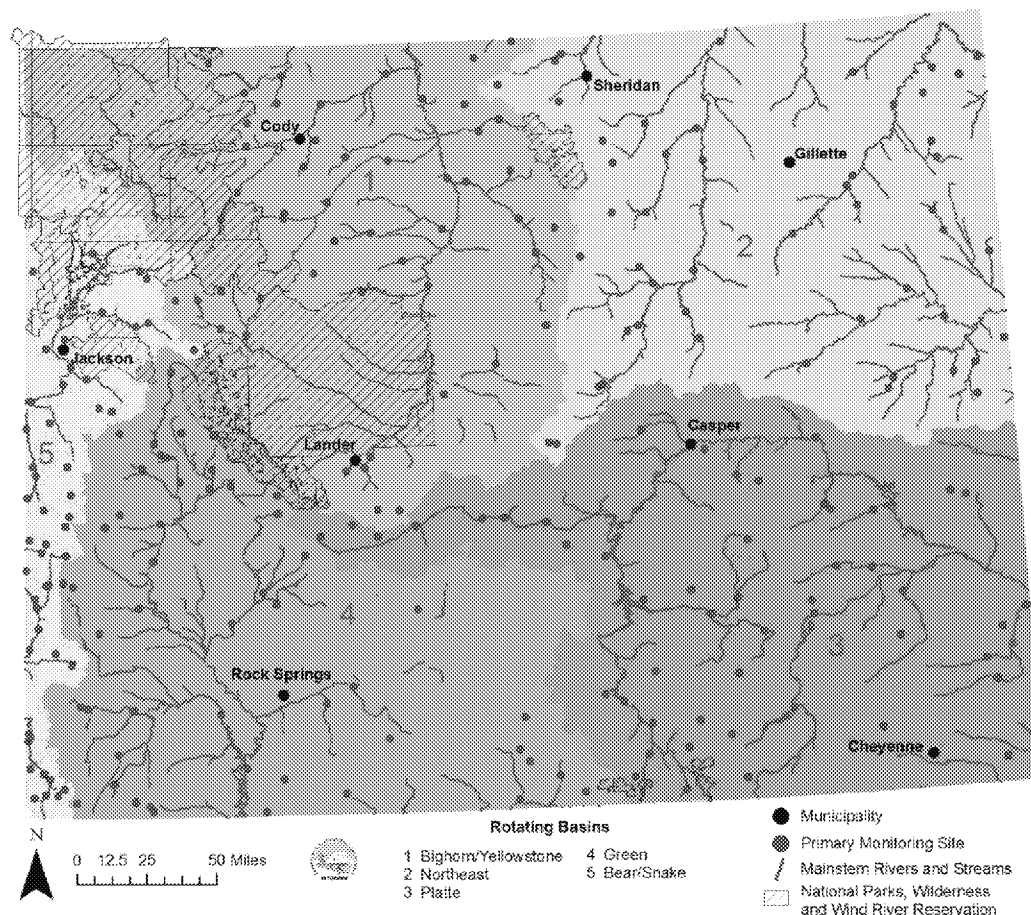 Sheridan
Cody
Gillette
1
2
Jackson
Casper
Lander
5
4
3
Rock Springs
Cheyenne
N
0 12.5 25 50 Miles
Rotating Basins
1 Bighorn/Yellowstone
2 Northeast
3 Platte
4 Green
5 Bear/Snake
Municipality
Primary Monitoring Site
Mainstem Rivers and Streams
National Parks, Wilderness
and Wind River Reservation